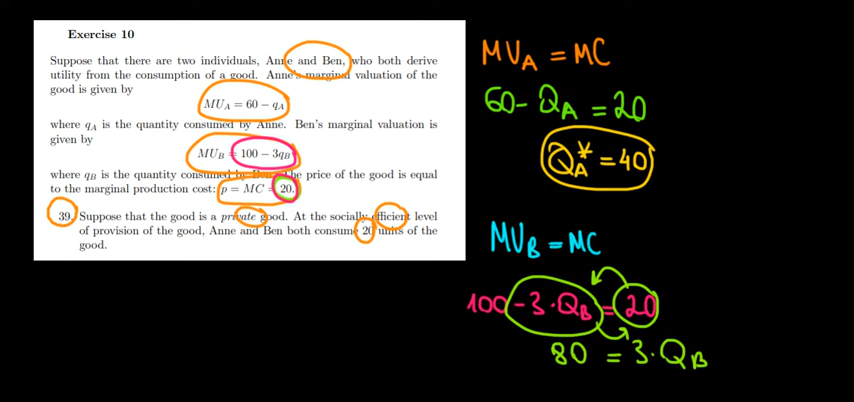 Exercise 10
Suppose that there are two individuals, Anne and Ben, who both derive
utility from the consumption of a good. Anne's marginal valuation of the
good is given by
MU_A = 60 − q_A
where q_A is the quantity consumed by Anne. Ben's marginal valuation is
given by
MU_B = 100 − 3q_B
where q_B is the quantity consumed by Ben. The price of the good is equal
to the marginal production cost: p = MC = 20.
39. Suppose that the good is a private good. At the socially efficient level
of provision of the good, Anne and Ben both consume 20 units of the
good.
MU_A = MC
60 - Q_A = 20
Q_A^* = 40
MU_B = MC
100 - 3 · Q_B = 20
80 = 3 · Q_B